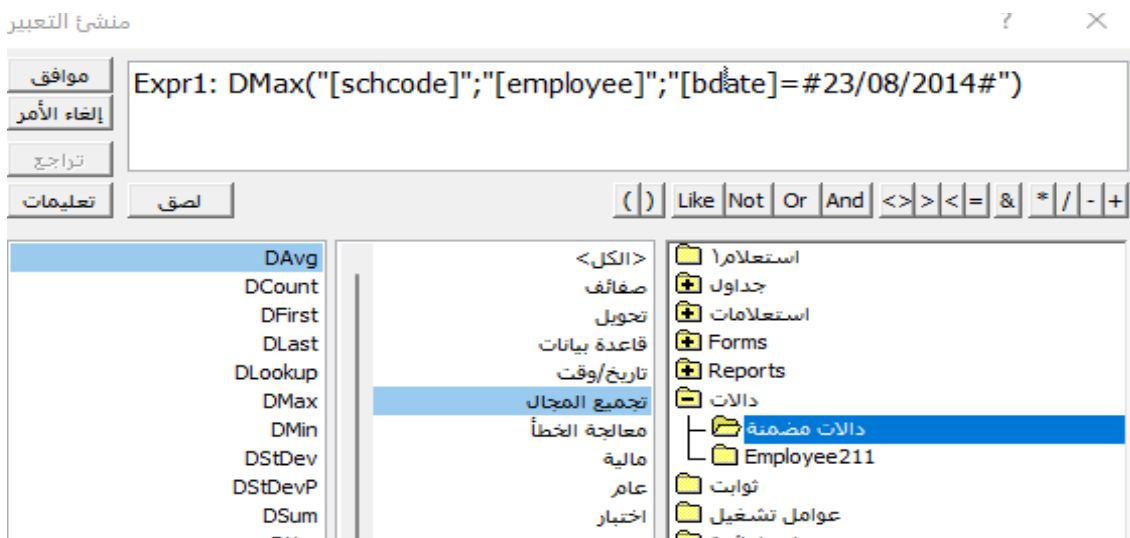 منشئ التعبير
? ×
موافق
إلغاء الأمر
تراجع
تعليمات
لصق
Expr1: DMax("[schcode]";"[employee]";"[bdate]=#23/08/2014#")
( ) Like Not Or And <> > < = & * / - +
استعلام١
جداول
استعلامات
Forms
Reports
دالات
دالات مضمنة
Employee211
ثوابت
عوامل تشغيل
<الكل>
صفائف
تحويل
قاعدة بيانات
تاريخ/وقت
تجميع المجال
معالجة الخطأ
مالية
عام
اختبار
DAvg
DCount
DFirst
DLast
DLookup
DMax
DMin
DStDev
DStDevP
DSum